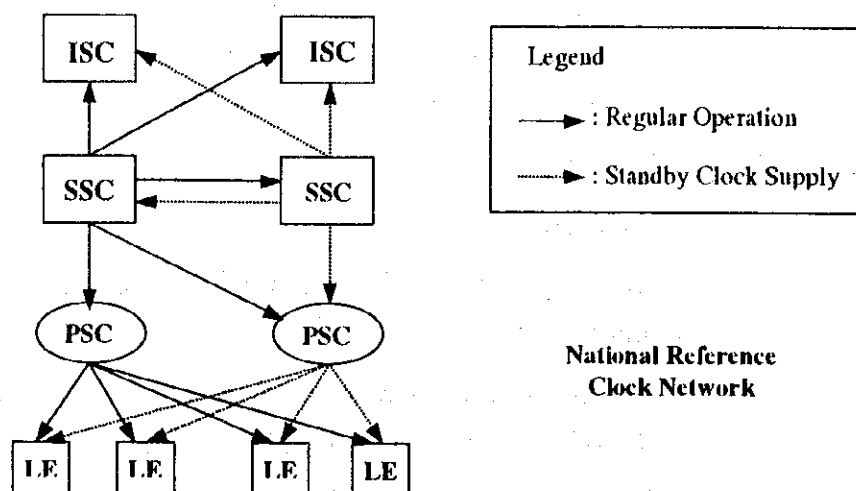 ISC
ISC
Legend
: Regular Operation
SSC
SSC
: Standby Clock Supply
PSC
PSC
National Reference
Clock Network
LE
LE
LE
LE